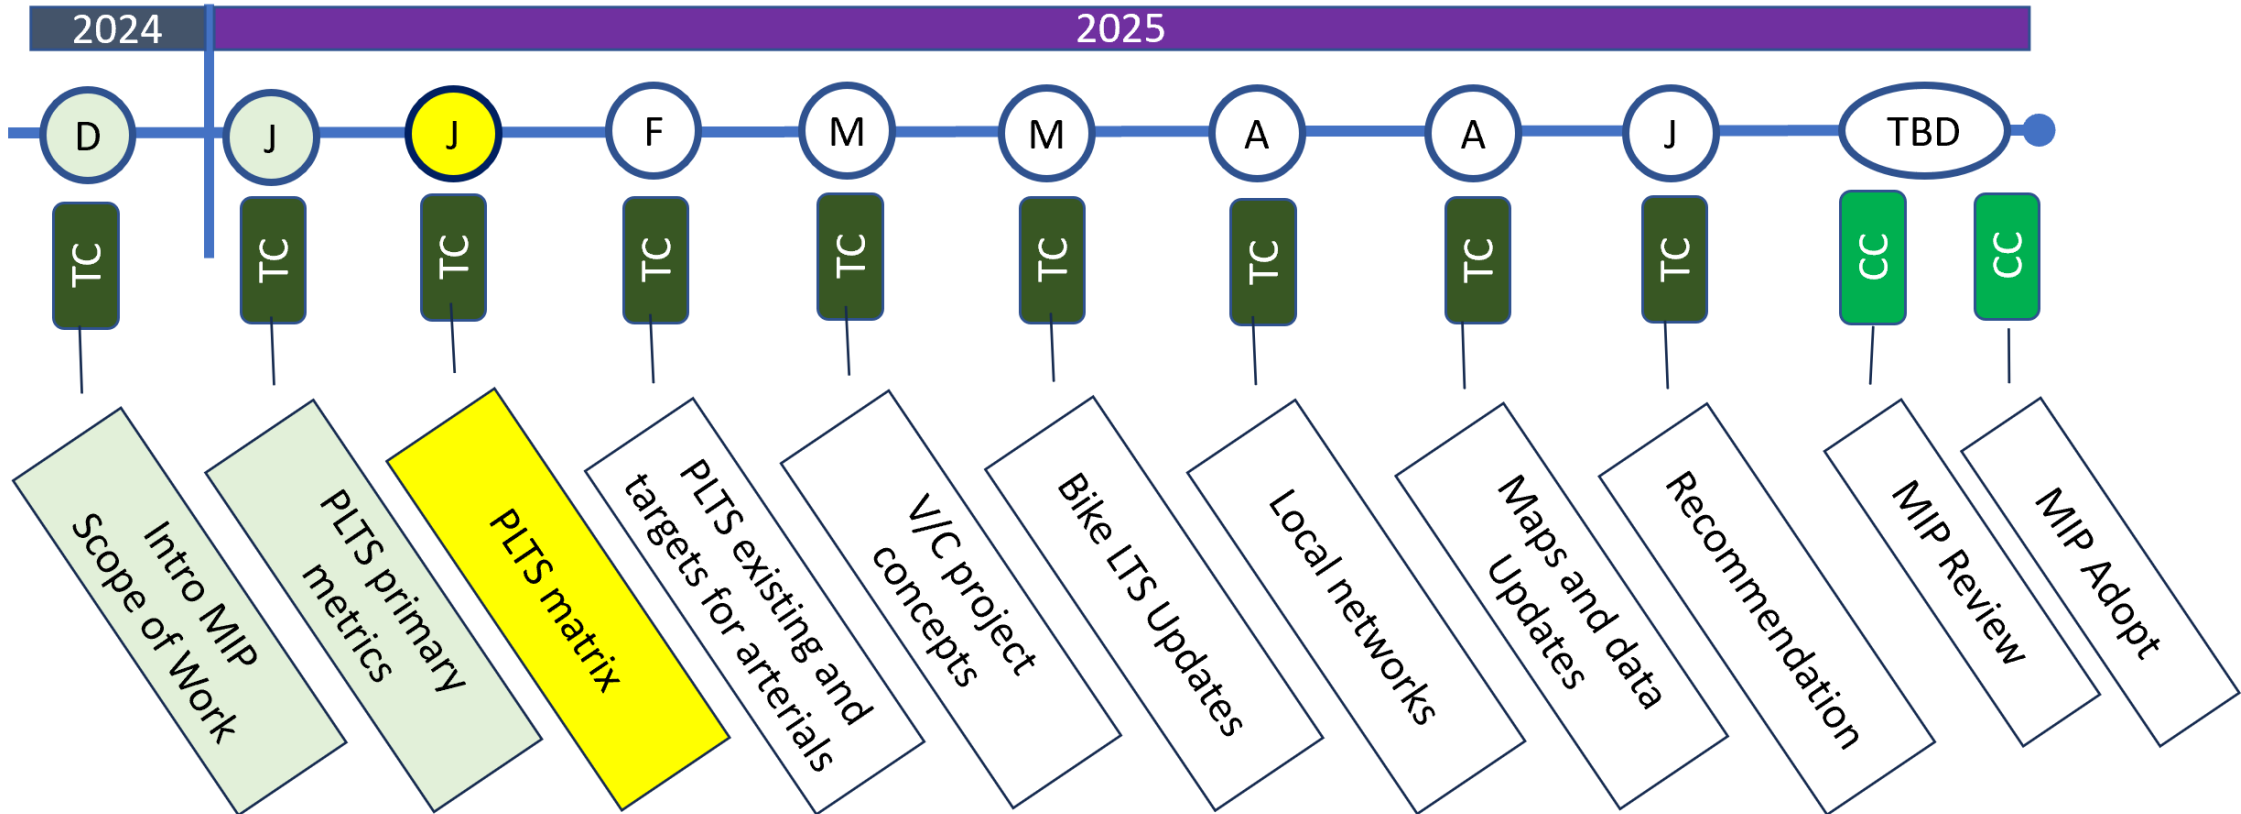 2024
2025
D
J
J
F
M
M
A
A
J
TBD
TC
TC
TC
TC
TC
TC
TC
TC
TC
CC
CC
Intro MIP
Scope of Work
PLTS primary
metrics
PLTS matrix
PLTS existing and
targets for arterials
V/C project
concepts
Bike LTS Updates
Local networks
Maps and data
Updates
Recommendation
MIP Review
MIP Adopt